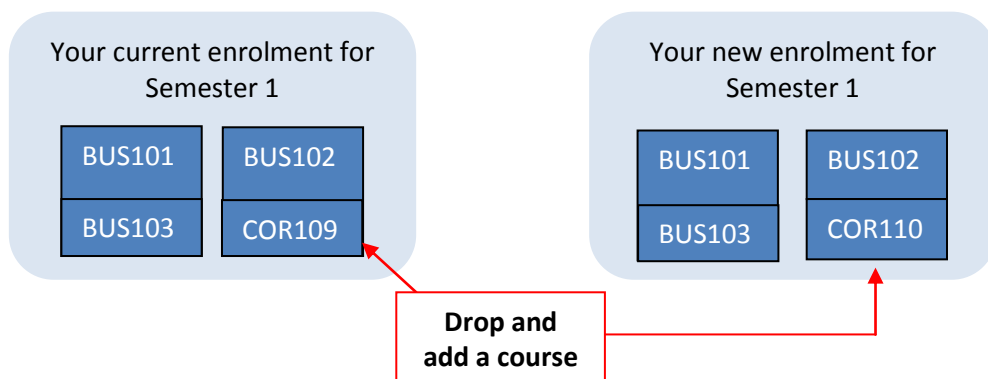 Your current enrolment for
Semester 1
BUS101
BUS102
BUS103
COR109
Your new enrolment for
Semester 1
BUS101
BUS102
BUS103
COR110
Drop and
add a course